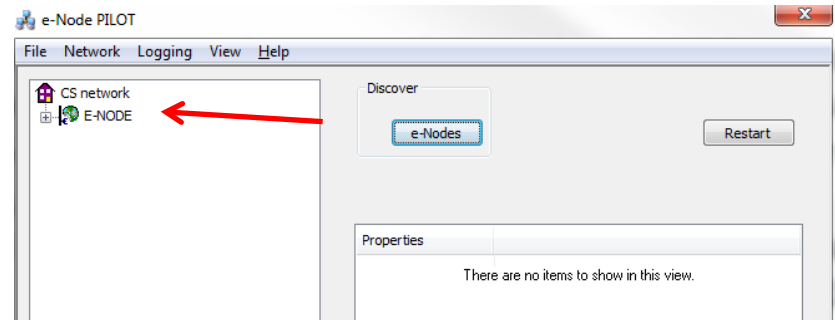 e-Node PILOT
File Network Logging View Help
CS network
E-NODE
Discover
e-Nodes
Restart
Properties
There are no items to show in this view.